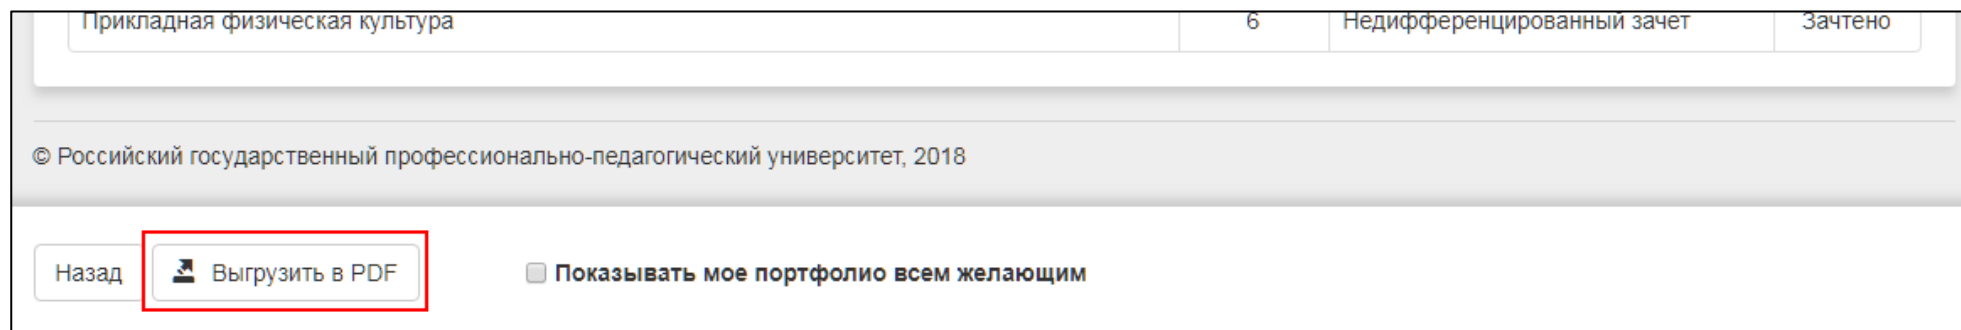 Прикладная физическая культура 6 Недифференцированный зачет Зачтено
© Российский государственный профессионально-педагогический университет, 2018
Назад Выгрузить в PDF Показывать мое портфолио всем желающим